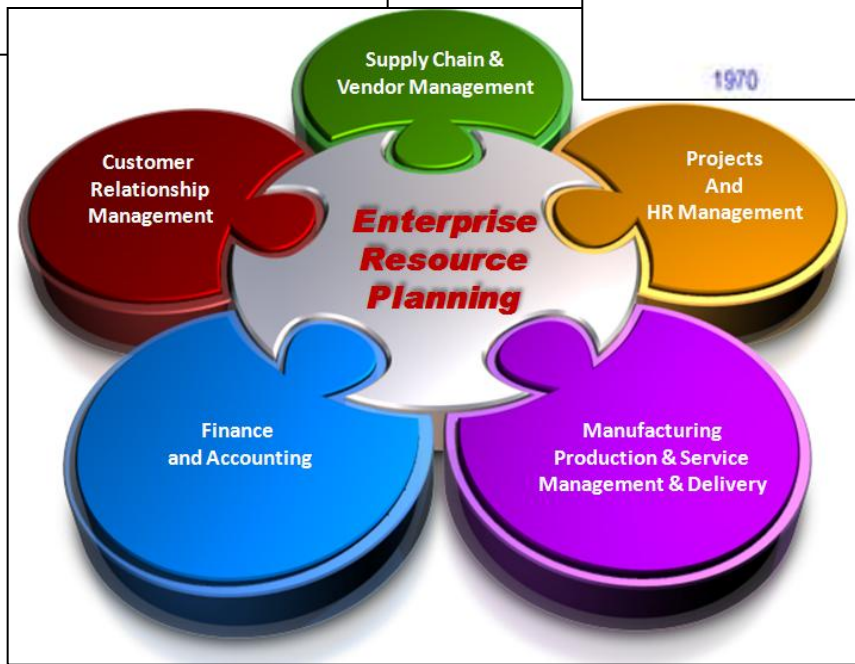 1970
Supply Chain &
Vendor Management
Customer
Relationship
Management
Projects
And
HR Management
Enterprise
Resource
Planning
Finance
and Accounting
Manufacturing
Production & Service
Management & Delivery